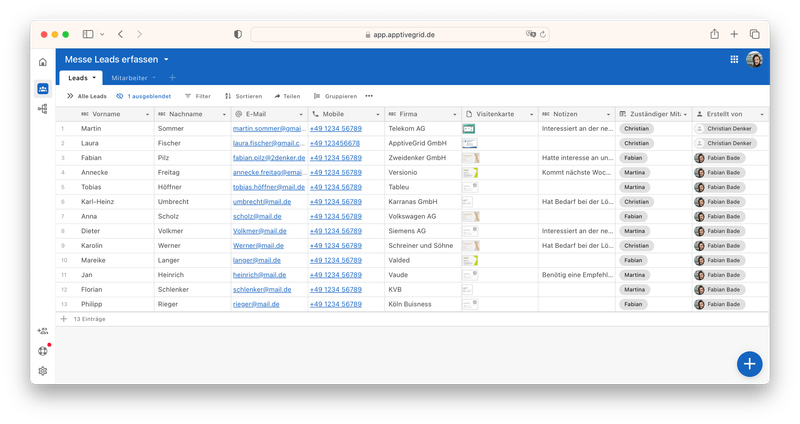 app.apptivegrid.de
Messe Leads erfassen
Leads Mitarbeiter
Alle Leads 1 ausgeblendet Filter Sortieren Teilen Gruppieren
ABC Vorname ABC Nachname E-Mail Mobile ABC Firma Visitenkarte ABC Notizen Zuständiger Mita Erstellt von
1 Martin Sommer martin.sommer@gmai... +49 1234 56789 Telekom AG Interessiert an der ne... Christian Christian Denker
2 Laura Fischer laura.fischer@gmail.c... +49 123456678 ApptiveGrid GmbH Christian Christian Denker
3 Fabian Pilz fabian.pilz@2denker.de +49 1234 56789 Zweidenker GmbH Hatte interesse an un... Fabian Fabian Bade
4 Annecke Freitag annecke.freitag@emai... +49 1234 56789 Versionio Kommt nächste Woc... Martina Fabian Bade
5 Tobias Höffner tobias.höffner@mail.de +49 1234 56789 Tableu Martina Fabian Bade
6 Karl-Heinz Umbrecht umbrecht@mail.de +49 1234 56789 Karranas GmbH Hat Bedarf bei der Lö... Christian Fabian Bade
7 Anna Scholz scholz@mail.de +49 1234 56789 Volkswagen AG Fabian Fabian Bade
8 Dieter Volkmer Volkmer@mail.de +49 1234 56789 Siemens AG Interessiert an der ne... Martina Fabian Bade
9 Karolin Werner Werner@mail.de +49 1234 56789 Schreiner und Söhne Hat Bedarf bei der Lö... Christian Fabian Bade
10 Mareike Langer langer@mail.de +49 1234 56789 Valded Fabian Fabian Bade
11 Jan Heinrich heinrich@mail.de +49 1234 56789 Vaude Benötig eine Empfehl... Martina Fabian Bade
12 Florian Schlenker schlenker@mail.de +49 1234 56789 KVB Martina Fabian Bade
13 Philipp Rieger rieger@mail.de +49 1234 56789 Köln Buisness Fabian Fabian Bade
13 Einträge